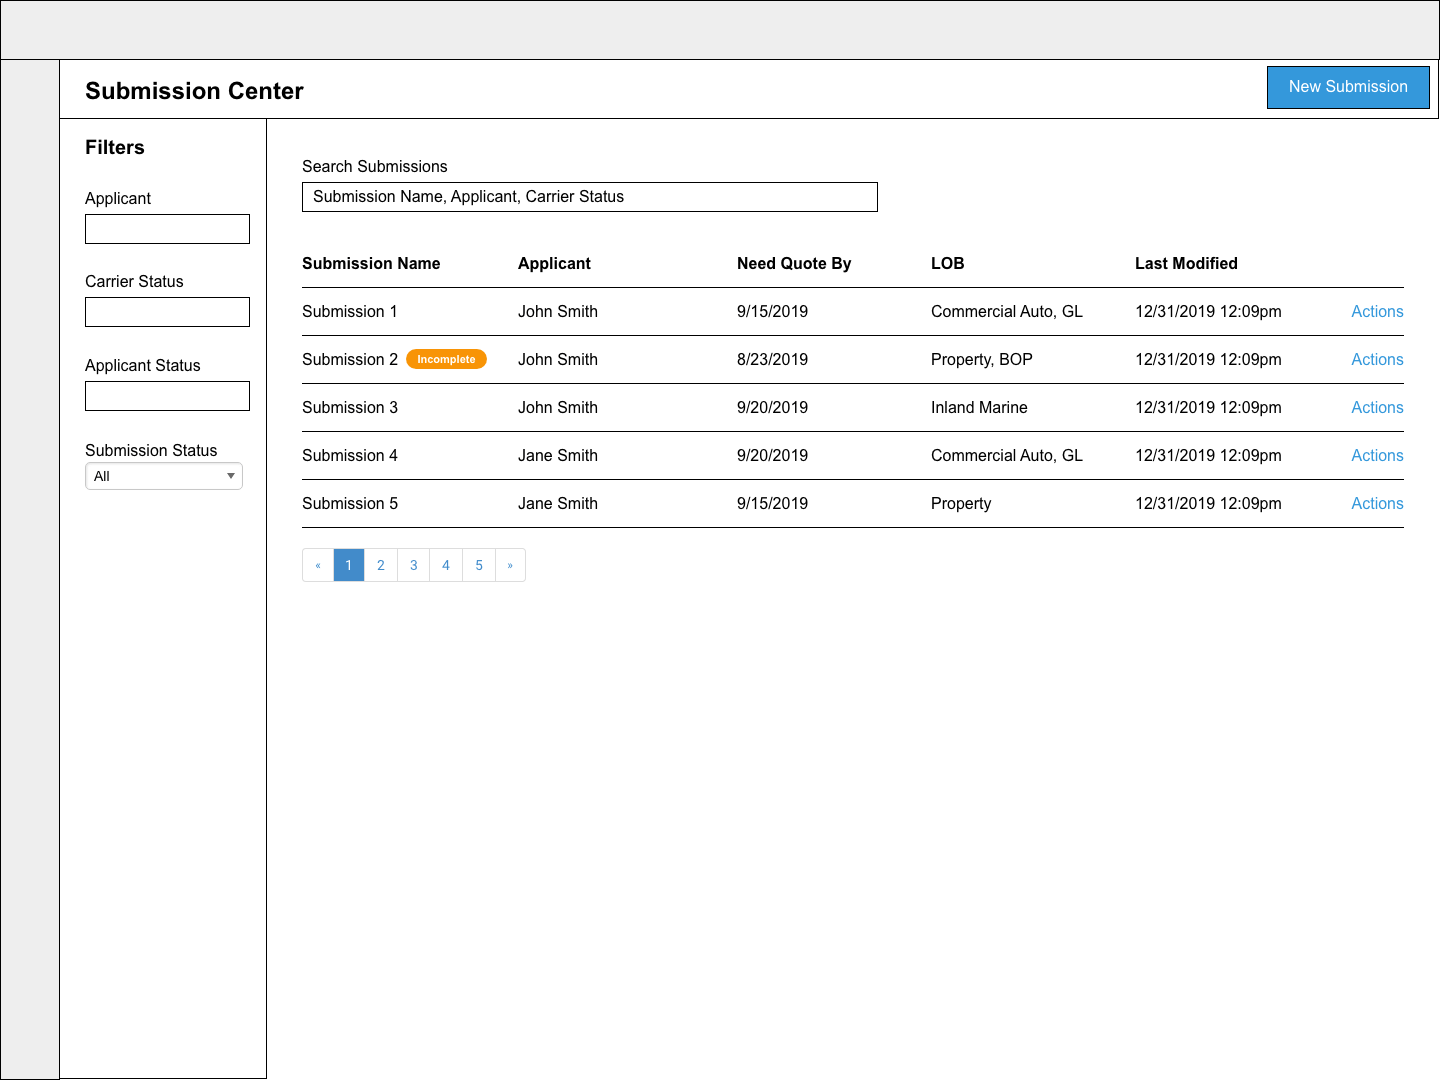 Submission Center
New Submission
Filters
Applicant
Carrier Status
Applicant Status
Submission Status
All
Search Submissions
Submission Name, Applicant, Carrier Status
Submission Name Applicant Need Quote By LOB Last Modified
Submission 1 John Smith 9/15/2019 Commercial Auto, GL 12/31/2019 12:09pm Actions
Submission 2 Incomplete John Smith 8/23/2019 Property, BOP 12/31/2019 12:09pm Actions
Submission 3 John Smith 9/20/2019 Inland Marine 12/31/2019 12:09pm Actions
Submission 4 Jane Smith 9/20/2019 Commercial Auto, GL 12/31/2019 12:09pm Actions
Submission 5 Jane Smith 9/15/2019 Property 12/31/2019 12:09pm Actions
« 1 2 3 4 5 »